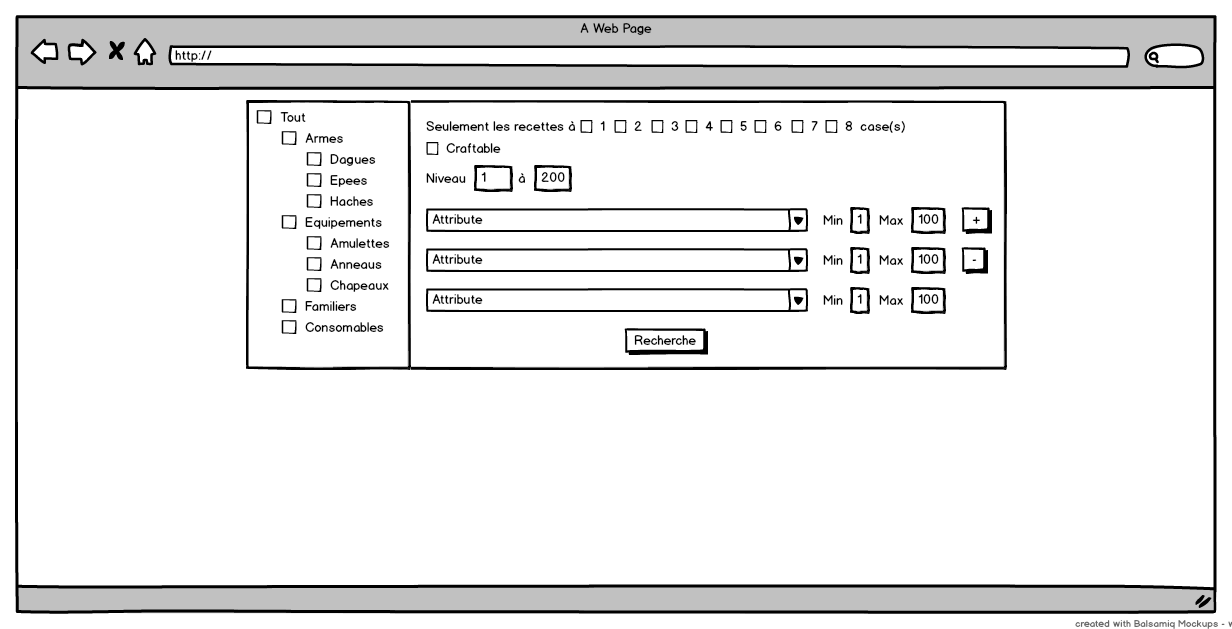 A Web Page
http://
Tout
Armes
Dagues
Epees
Haches
Equipements
Amulettes
Anneaus
Chapeaux
Familiers
Consomables
Seulement les recettes à 1 2 3 4 5 6 7 8 case(s)
Craftable
Niveau 1 à 200
Attribute Min 1 Max 100 +
Attribute Min 1 Max 100 -
Attribute Min 1 Max 100
Recherche
created with Balsamiq Mockups -